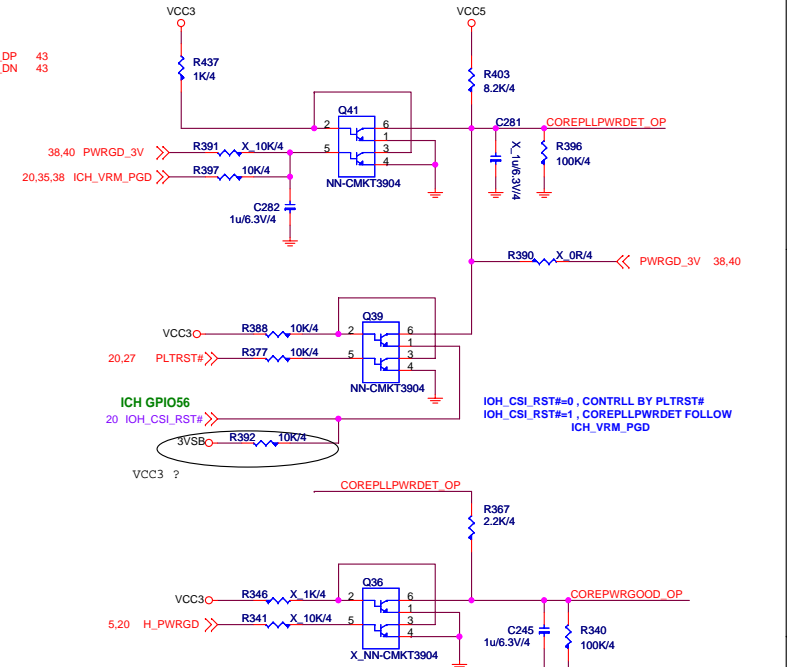 VCC3
VCC5
_DP 43
_DN 43
R437
1K/4
R403
8.2K/4
Q41
2
6
1
5
3
4
NN-CMKT3904
C281
X_1u/6.3V/4
COREPLLPWRDET_OP
R396
100K/4
38,40 PWRGD_3V
R391
X_10K/4
20,35,38 ICH_VRM_PGD
R397
10K/4
C282
1u/6.3V/4
R390
X_0R/4
PWRGD_3V 38,40
Q39
VCC3
R388
10K/4
2
6
1
20,27 PLTRST#
R377
10K/4
5
3
4
NN-CMKT3904
ICH GPIO56
20 IOH_CSI_RST#
IOH_CSI_RST#=0 , CONTRLL BY PLTRST#
IOH_CSI_RST#=1 , COREPLLPWRDET FOLLOW
ICH_VRM_PGD
3VSB
R392
10K/4
VCC3 ?
COREPLLPWRDET_OP
R367
2.2K/4
Q36
VCC3
R346
X_1K/4
2
6
1
COREPWRGOOD_OP
5,20 H_PWRGD
R341
X_10K/4
5
3
4
X_NN-CMKT3904
C245
1u/6.3V/4
R340
100K/4